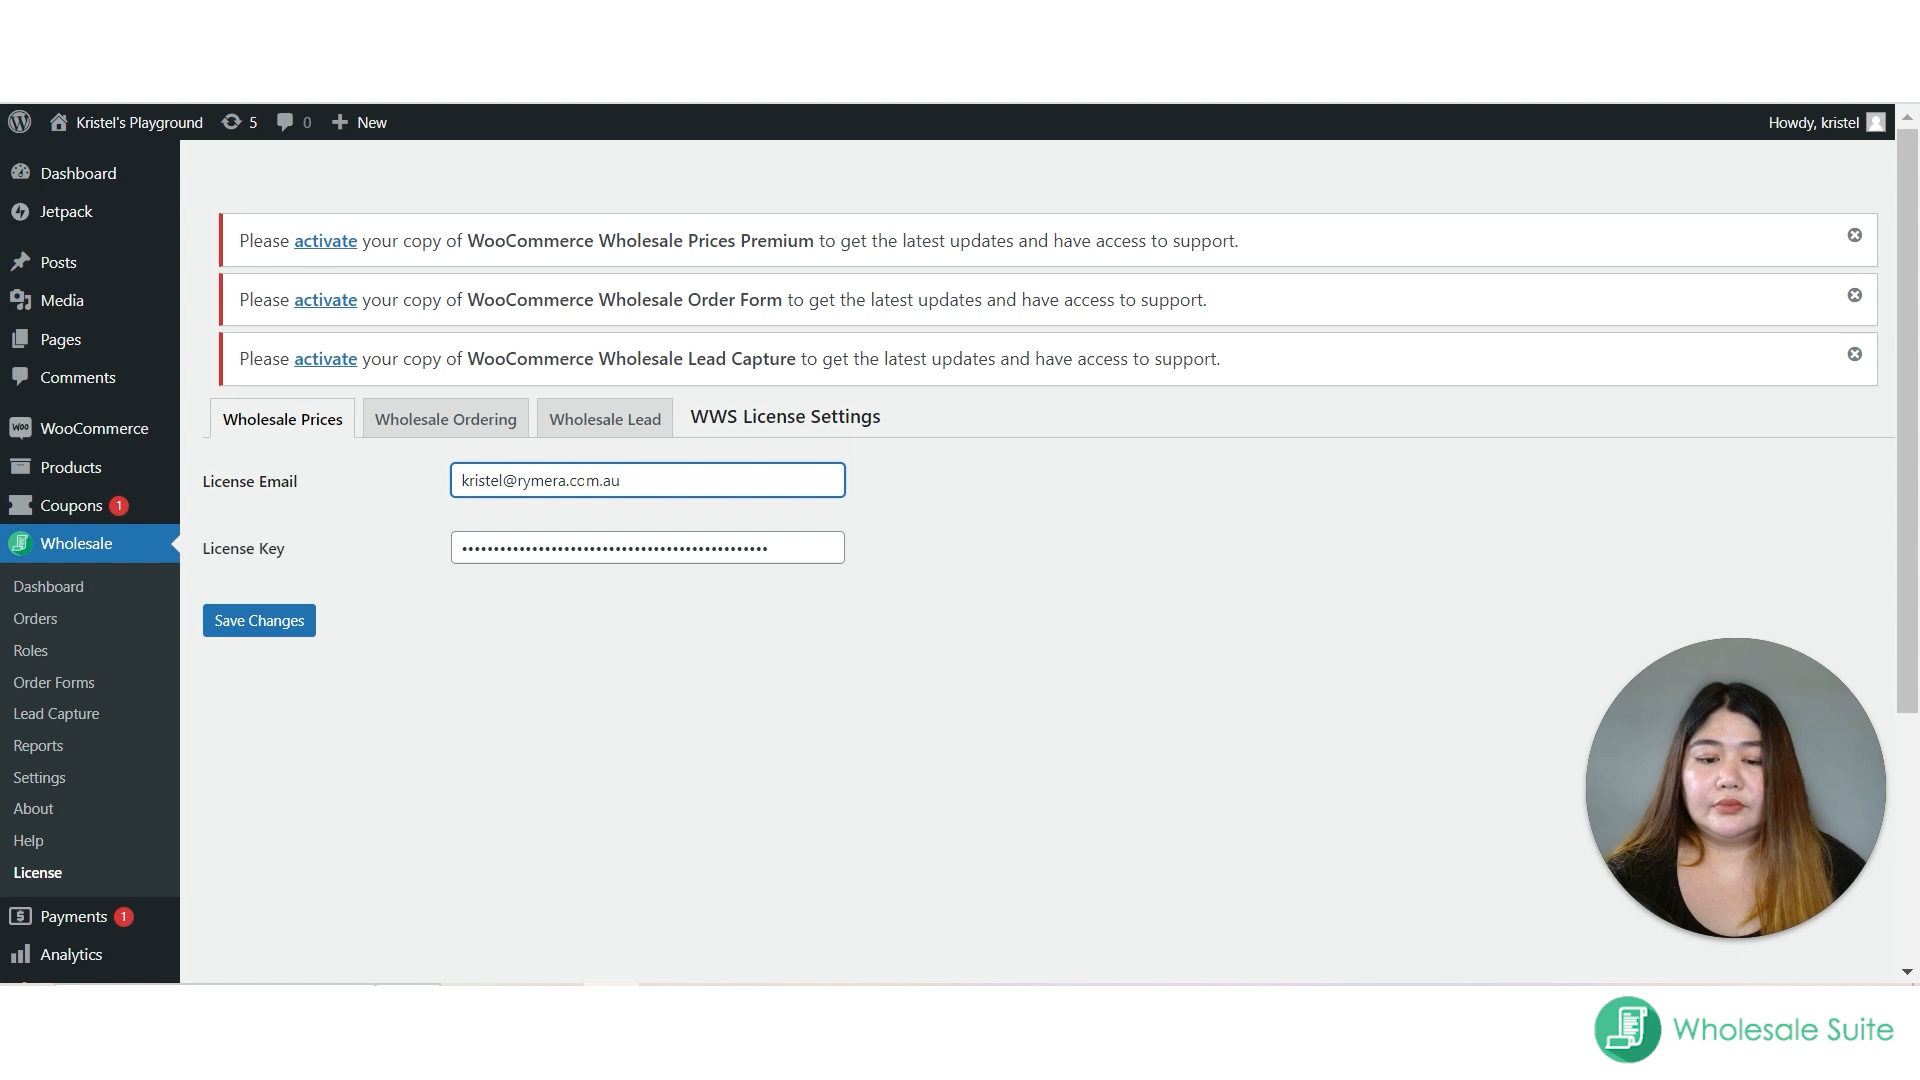 Kristel's Playground 5 0 New Howdy, kristel
Dashboard
Jetpack
Posts
Media
Pages
Comments
WooCommerce
Products
Coupons 1
Wholesale
Dashboard
Orders
Roles
Order Forms
Lead Capture
Reports
Settings
About
Help
License
Payments 1
Analytics
Please activate your copy of WooCommerce Wholesale Prices Premium to get the latest updates and have access to support.
Please activate your copy of WooCommerce Wholesale Order Form to get the latest updates and have access to support.
Please activate your copy of WooCommerce Wholesale Lead Capture to get the latest updates and have access to support.
Wholesale Prices Wholesale Ordering Wholesale Lead WWS License Settings
License Email kristel@rymera.com.au
License Key ••••••••••••••••••••••••••••••••••••••••••••••••
Save Changes
Wholesale Suite